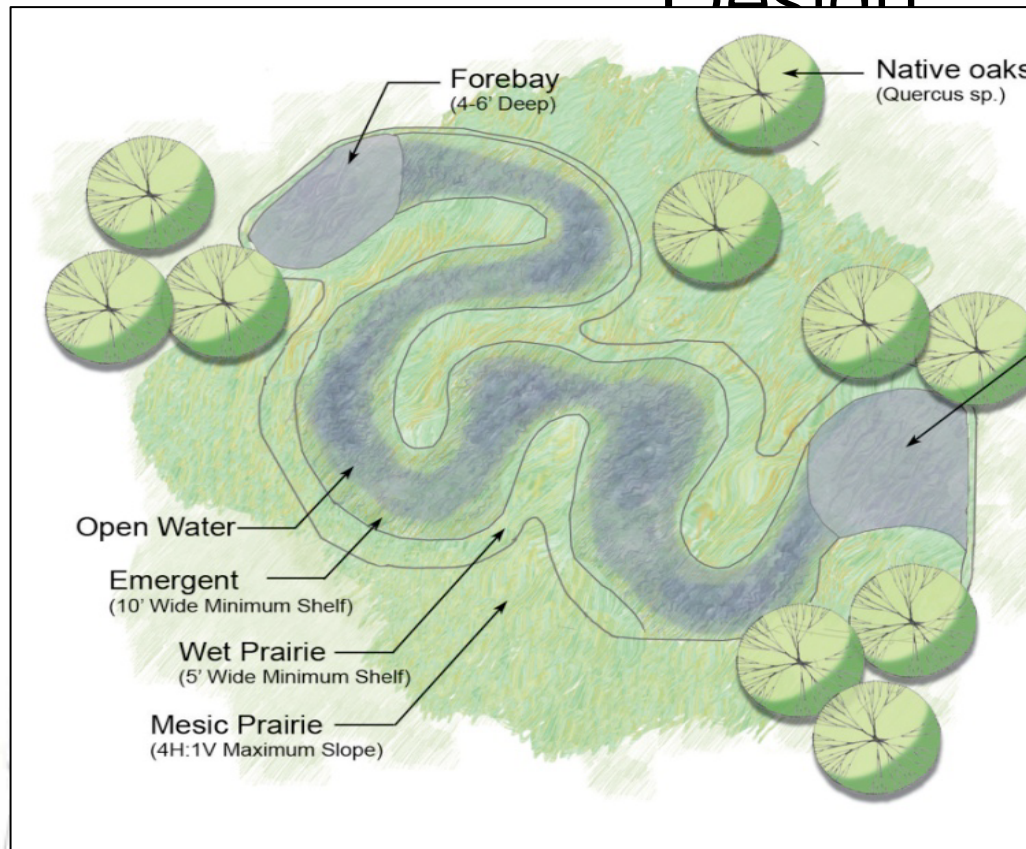 Design
Forebay
(4-6' Deep)
Native oaks
(Quercus sp.)
Open Water
Emergent
(10' Wide Minimum Shelf)
Wet Prairie
(5' Wide Minimum Shelf)
Mesic Prairie
(4H:1V Maximum Slope)